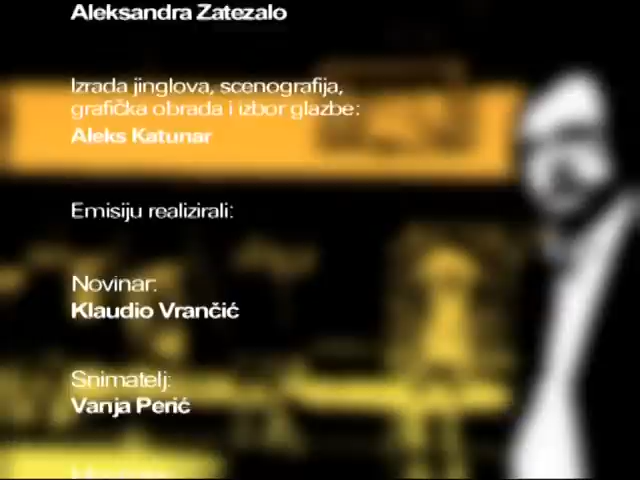 Aleksandra Zatezalo
Izrada jinglova, scenografija,
grafička obrada i izbor glazbe:
Aleks Katunar
Emisiju realizirali:
Novinar:
Klaudio Vrančić
Snimatelj:
Vanja Perić